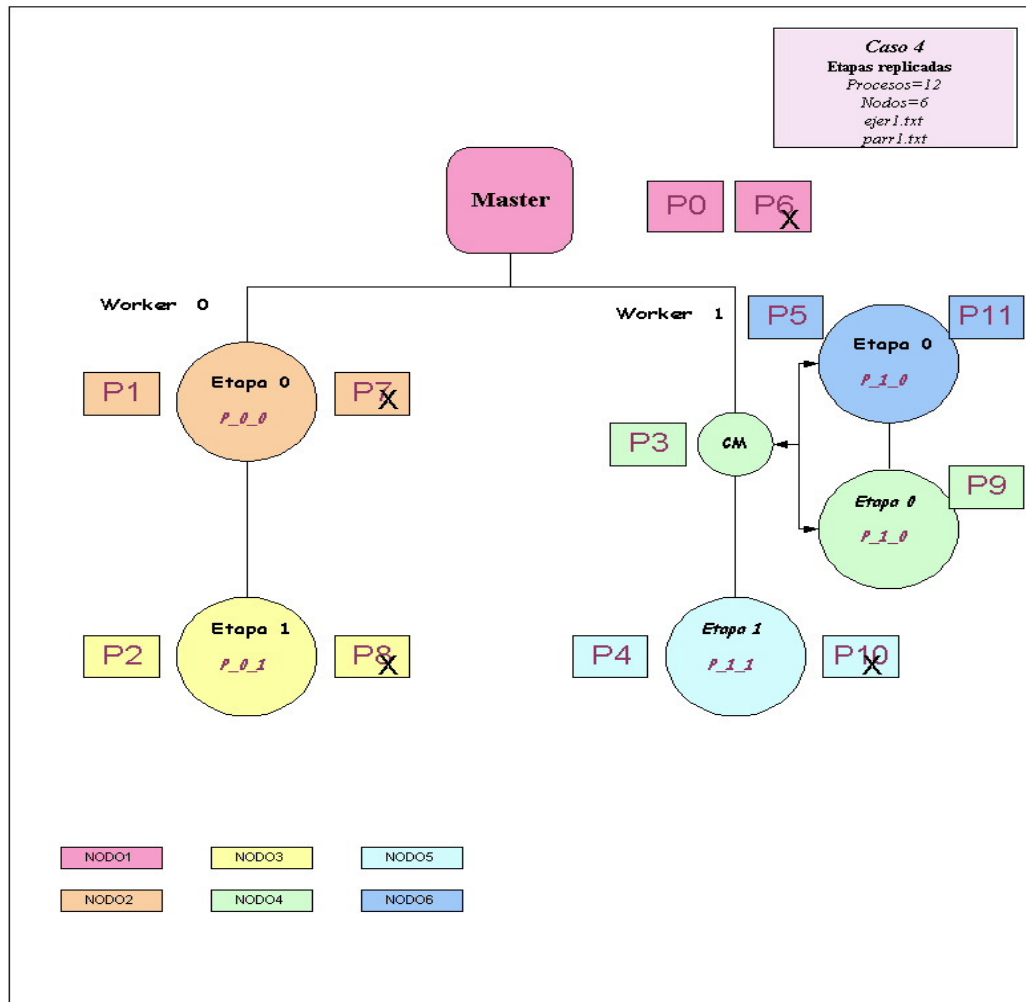 Caso 4
Etapas replicadas
Procesos=12
Nodos=6
ejer1.txt
parr1.txt
Master
P0
P6
X
Worker 0
Worker 1
P5
P11
Etapa 0
P_1_0
P1
Etapa 0
P_0_0
P7
X
P3
CM
P9
Etapa 0
P_1_0
P2
Etapa 1
P_0_1
P8
X
P4
Etapa 1
P_1_1
P10
X
NODO1
NODO3
NODO5
NODO2
NODO4
NODO6